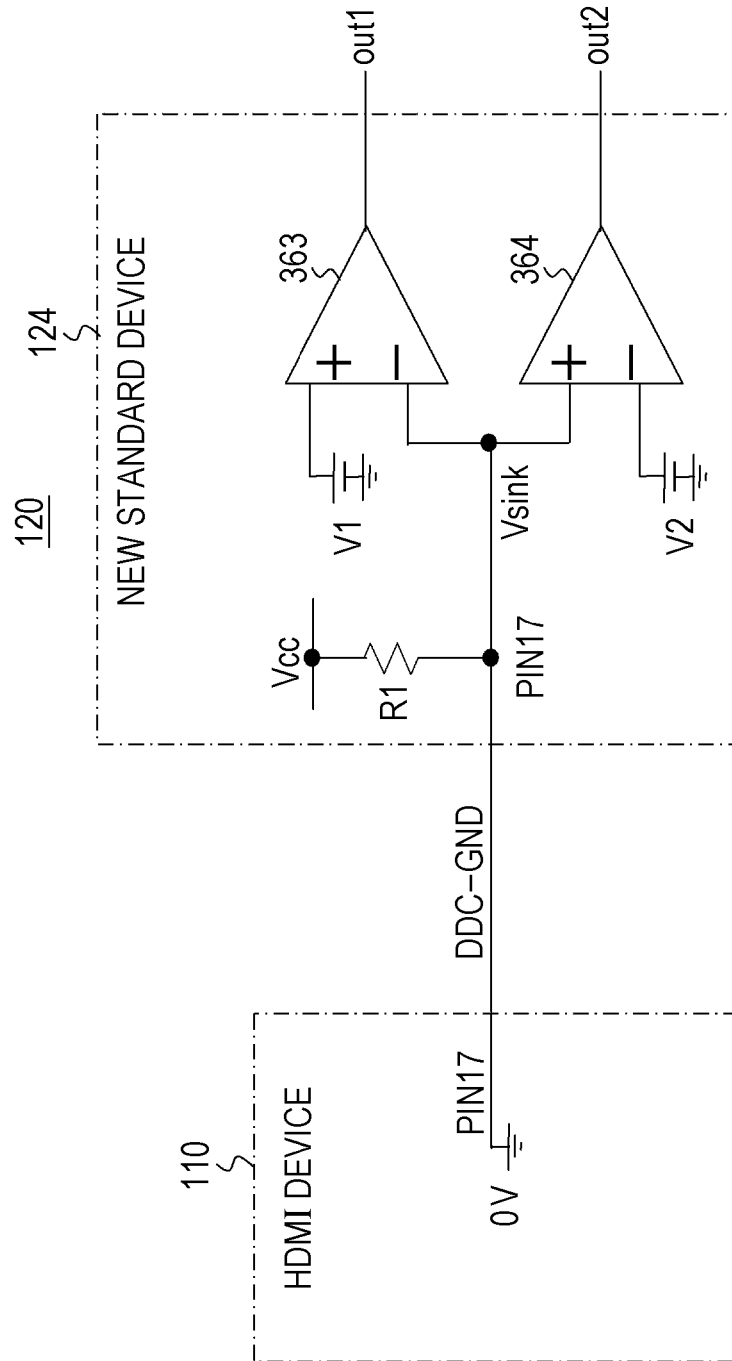 120
110
HDMI DEVICE
PIN17
0V
DDC-GND
124
NEW STANDARD DEVICE
Vcc
R1
PIN17
Vsink
V1
363
+
−
out1
V2
364
+
−
out2